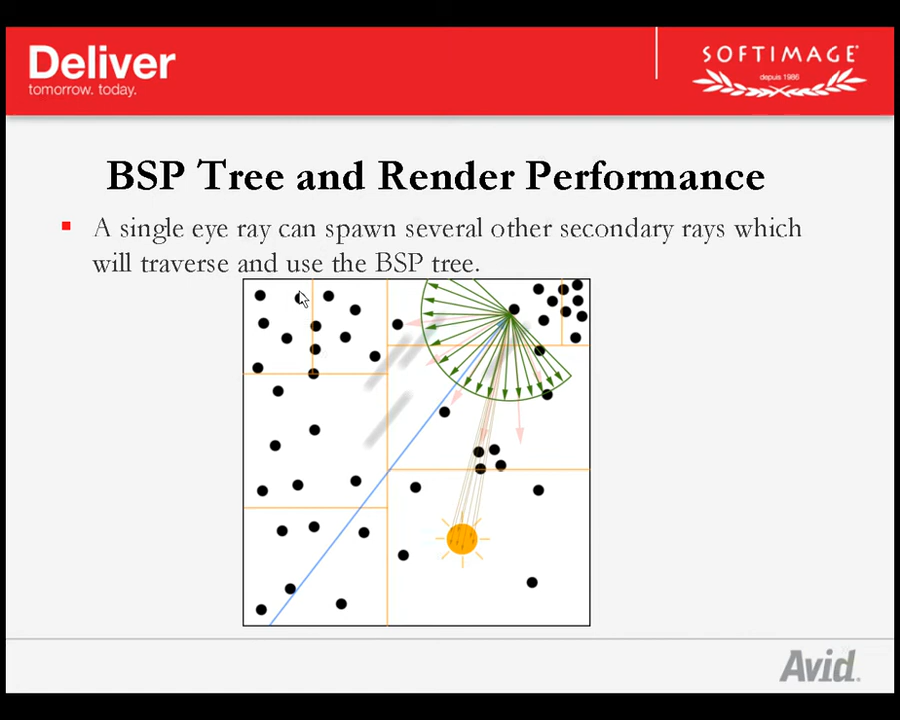 Deliver
tomorrow. today.
SOFTIMAGE®
depuis 1986
BSP Tree and Render Performance
A single eye ray can spawn several other secondary rays which
will traverse and use the BSP tree.
Avid.